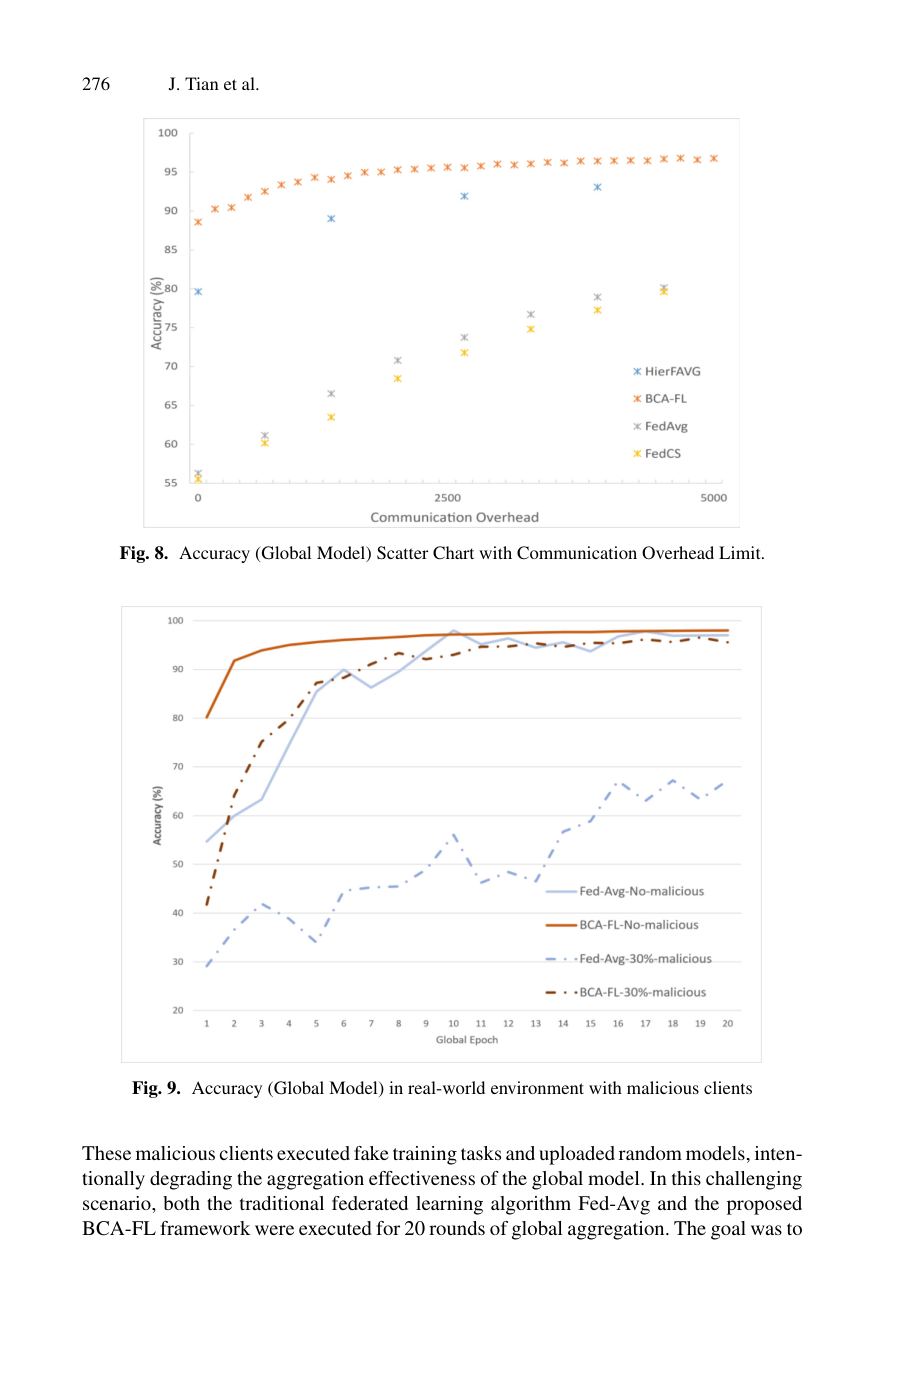 276 J. Tian et al.
100
95
90
85
80
75
70
65
60
55
Accuracy (%)
HierFAVG
BCA-FL
FedAvg
FedCS
0 2500 5000
Communication Overhead
Fig. 8. Accuracy (Global Model) Scatter Chart with Communication Overhead Limit.
100
90
80
70
60
50
40
30
20
Accuracy (%)
Fed-Avg-No-malicious
BCA-FL-No-malicious
Fed-Avg-30%-malicious
BCA-FL-30%-malicious
1 2 3 4 5 6 7 8 9 10 11 12 13 14 15 16 17 18 19 20
Global Epoch
Fig. 9. Accuracy (Global Model) in real-world environment with malicious clients
These malicious clients executed fake training tasks and uploaded random models, inten-
tionally degrading the aggregation effectiveness of the global model. In this challenging
scenario, both the traditional federated learning algorithm Fed-Avg and the proposed
BCA-FL framework were executed for 20 rounds of global aggregation. The goal was to